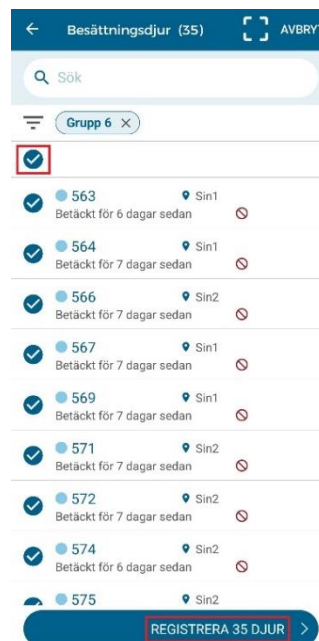 Besättningsdjur (35) AVBRYT
Sök
Grupp 6
563 Sin1
Betäckt för 6 dagar sedan
564 Sin1
Betäckt för 7 dagar sedan
566 Sin2
Betäckt för 7 dagar sedan
567 Sin1
Betäckt för 7 dagar sedan
569 Sin1
Betäckt för 7 dagar sedan
571 Sin2
Betäckt för 7 dagar sedan
572 Sin2
Betäckt för 7 dagar sedan
574 Sin2
Betäckt för 6 dagar sedan
575 Sin2
REGISTRERA 35 DJUR